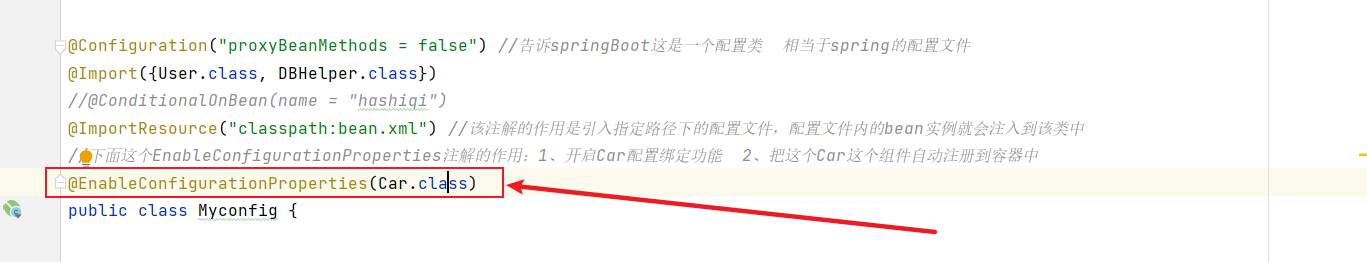 @Configuration("proxyBeanMethods = false") //告诉springBoot这是一个配置类  相当于spring的配置文件
@Import({User.class, DBHelper.class})
//@ConditionalOnBean(name = "hashiqi")
@ImportResource("classpath:bean.xml") //该注解的作用是引入指定路径下的配置文件，配置文件内的bean实例就会注入到该类中
//下面这个EnableConfigurationProperties注解的作用：1、开启Car配置绑定功能  2、把这个Car这个组件自动注册到容器中
@EnableConfigurationProperties(Car.class)
public class Myconfig {